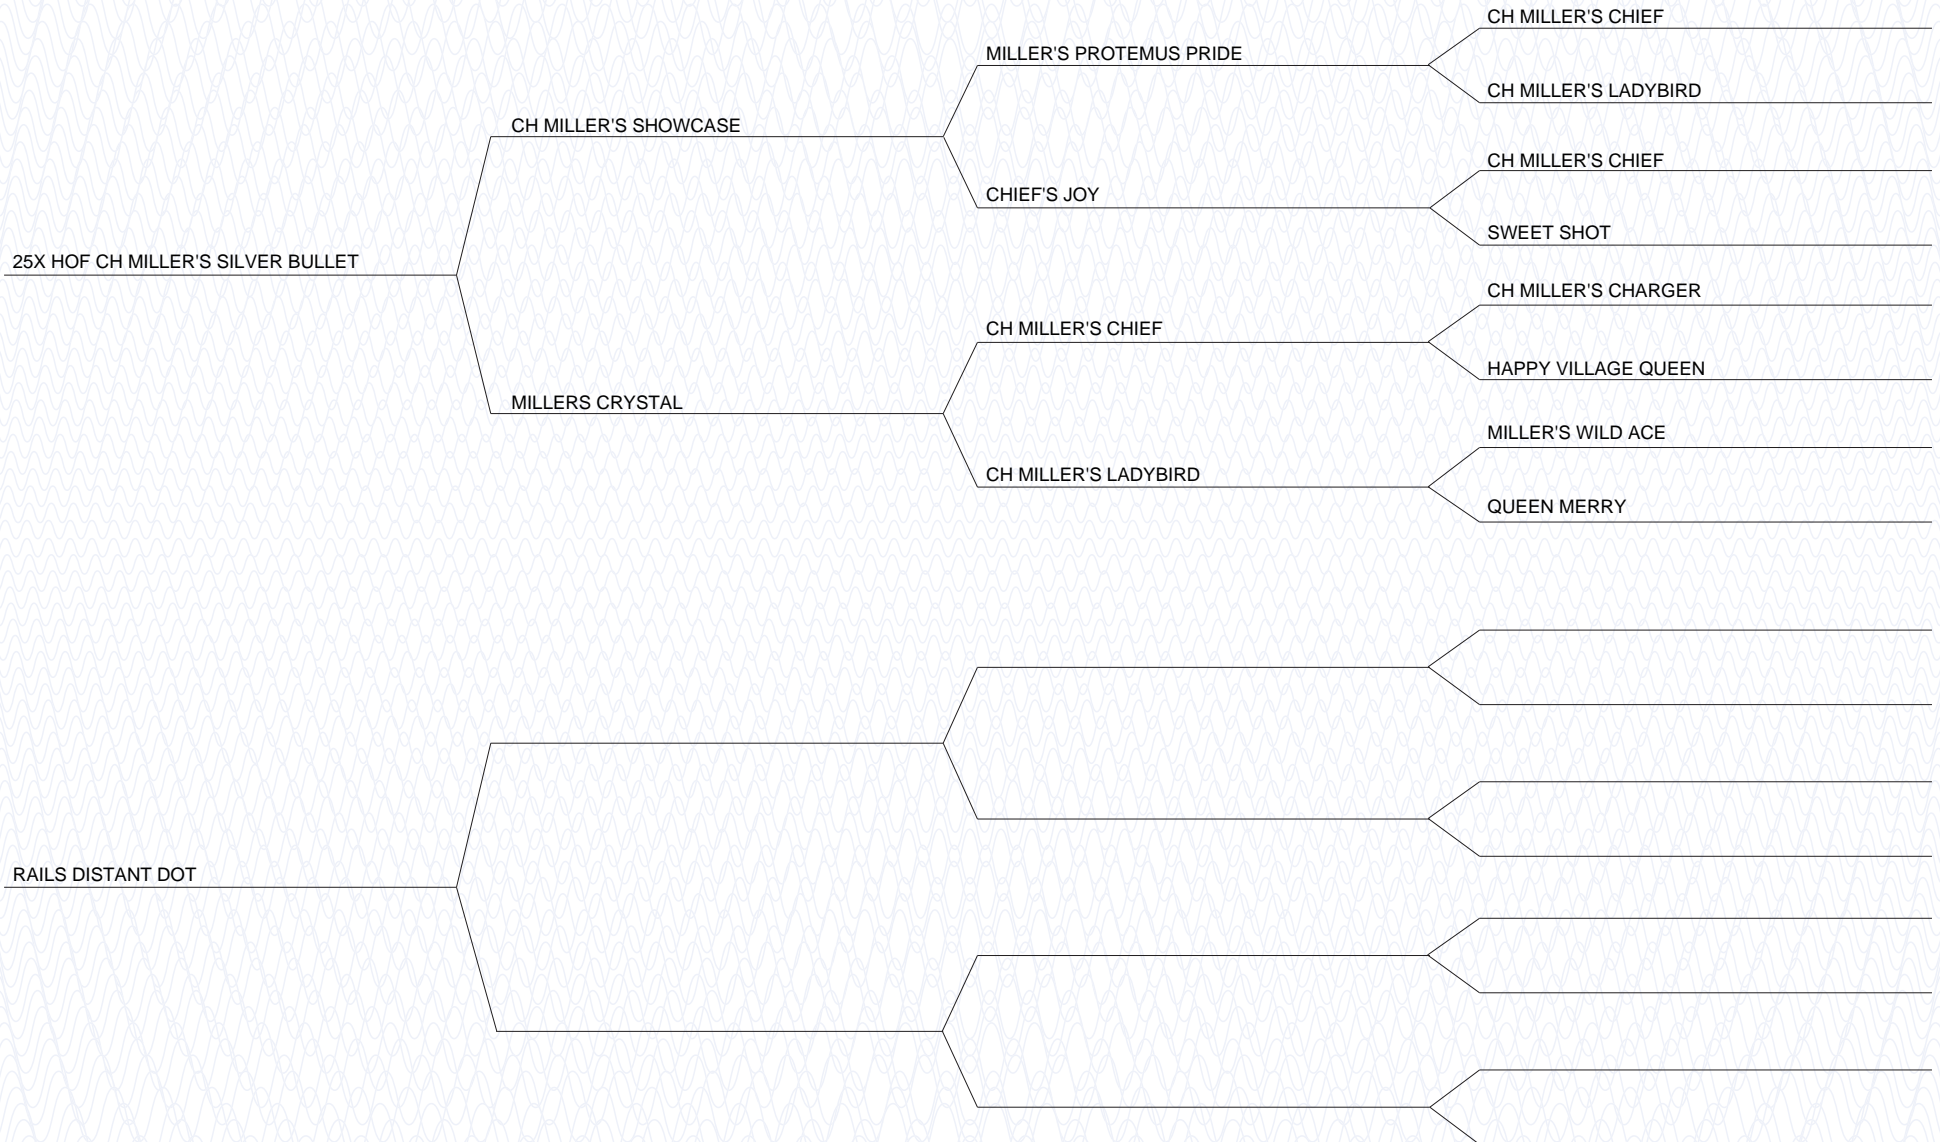 CH MILLER'S CHIEF
MILLER'S PROTEMUS PRIDE
CH MILLER'S LADYBIRD
CH MILLER'S SHOWCASE
CH MILLER'S CHIEF
CHIEF'S JOY
SWEET SHOT
25X HOF CH MILLER'S SILVER BULLET
CH MILLER'S CHARGER
CH MILLER'S CHIEF
HAPPY VILLAGE QUEEN
MILLERS CRYSTAL
MILLER'S WILD ACE
CH MILLER'S LADYBIRD
QUEEN MERRY
RAILS DISTANT DOT